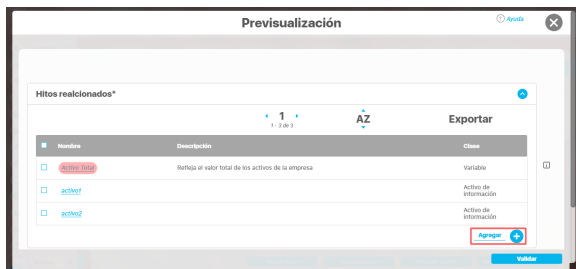 Previsualización
Ayuda
Hitos realcionados*
1
1 - 3 de 3
AZ
Exportar
Nombre Descripción Clase
Activo Total Refleja el valor total de los activos de la empresa Variable
activo1 Activo de información
activo2 Activo de información
Agregar
Validar